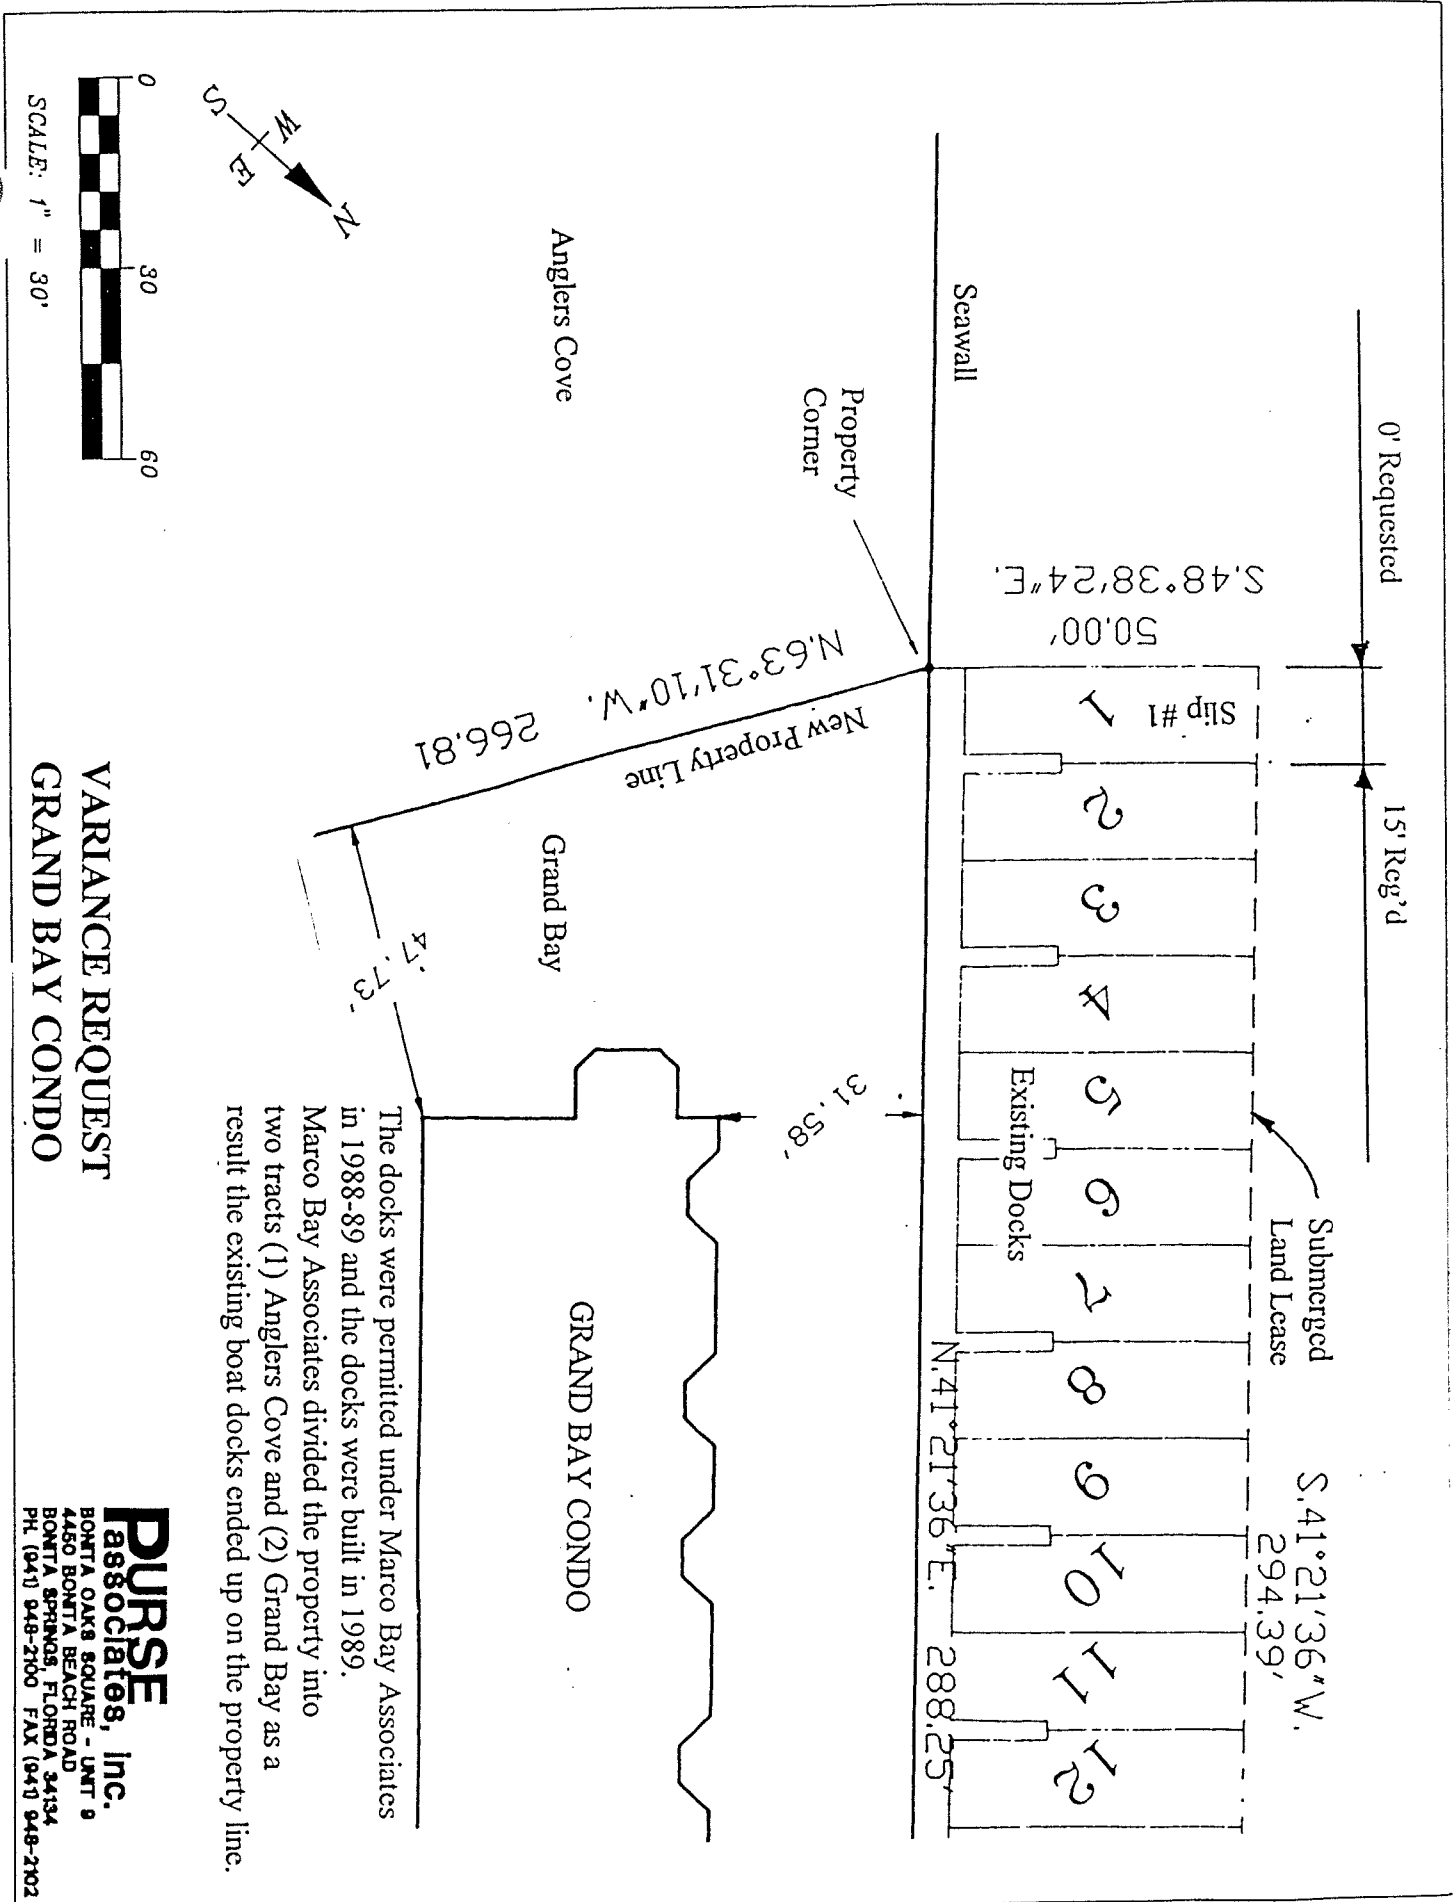 0' Requested
15' Reg'd
S.48°38'24"E.
50.00'
Slip #1
1
2
3
4
5
6
7
8
9
10
11
12
Submerged
Land Lease
S.41°21'36"W.
294.39'
Existing Docks
Seawall
N.41°21'36"E. 288.25'
Property
Corner
N.63°31'10"W. 266.81
New Property Line
31.58'
Anglers Cove
Grand Bay
GRAND BAY CONDO
73'
The docks were permitted under Marco Bay Associates
in 1988-89 and the docks were built in 1989.
Marco Bay Associates divided the property into
two tracts (1) Anglers Cove and (2) Grand Bay as a
result the existing boat docks ended up on the property line.
S
W
E
N
0
30
60
SCALE: 1" = 30'
VARIANCE REQUEST
GRAND BAY CONDO
PURSE
associates, inc.
BONITA OAKS SQUARE - UNIT 9
4450 BONITA BEACH ROAD
BONITA SPRINGS, FLORIDA 34134
PH. (941) 948-2100 FAX (941) 948-2102